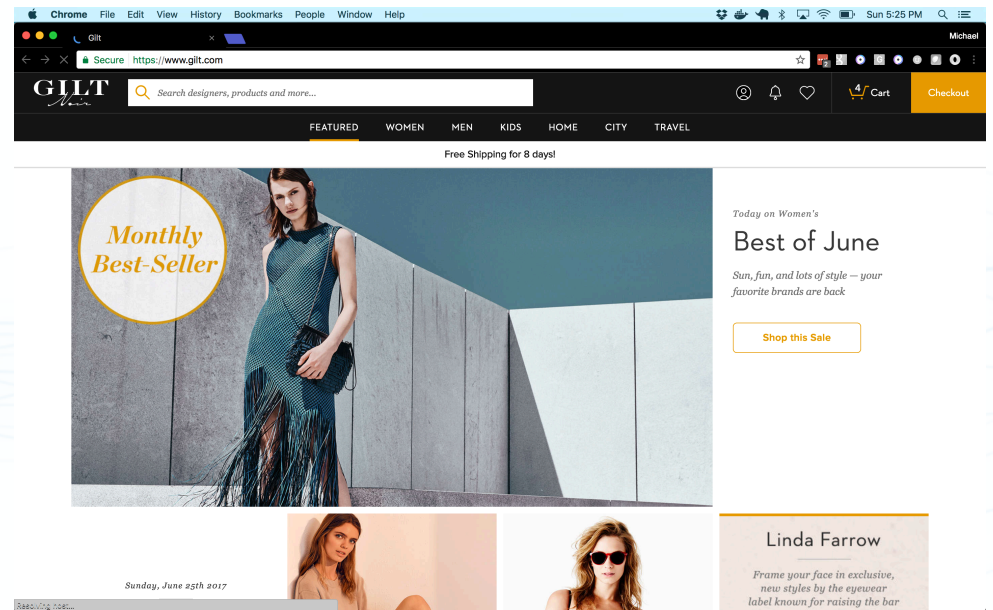 Chrome File Edit View History Bookmarks People Window Help
Sun 5:25 PM
Gilt
Michael
Secure https://www.gilt.com
GILT
Noir
Search designers, products and more...
4
Cart
Checkout
FEATURED WOMEN MEN KIDS HOME CITY TRAVEL
Free Shipping for 8 days!
Monthly
Best-Seller
Today on Women's
Best of June
Sun, fun, and lots of style — your
favorite brands are back
Shop this Sale
Sunday, June 25th 2017
Linda Farrow
Frame your face in exclusive,
new styles by the eyewear
label known for raising the bar
Resolving host...